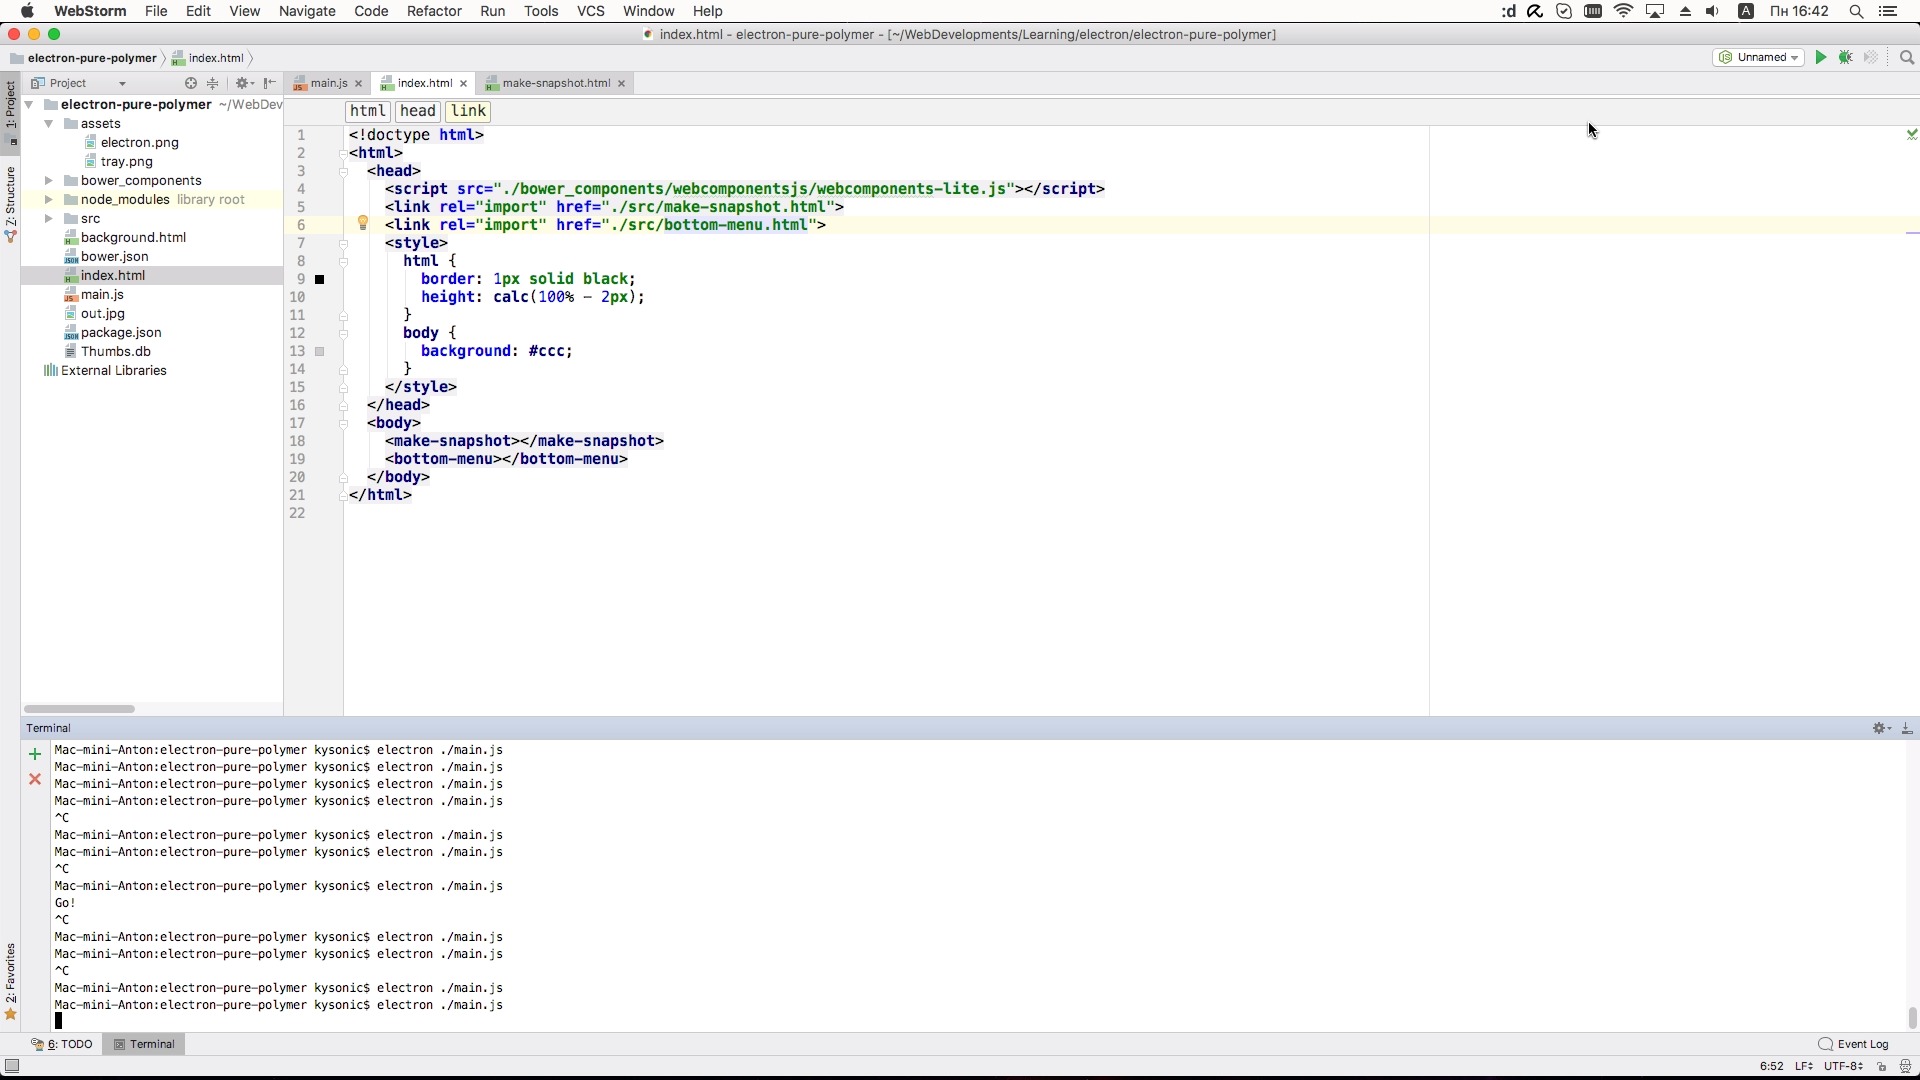 WebStorm File Edit View Navigate Code Refactor Run Tools VCS Window Help :d A Пн 16:42
index.html - electron-pure-polymer - [~/WebDevelopments/Learning/electron/electron-pure-polymer]
electron-pure-polymer index.html Unnamed
Project main.js index.html make-snapshot.html
1: Project
7: Structure
2: Favorites
electron-pure-polymer ~/WebDev
assets
electron.png
tray.png
bower_components
node_modules library root
src
background.html
bower.json
index.html
main.js
out.jpg
package.json
Thumbs.db
External Libraries
html head link
1 <!doctype html>
2 <html>
3 <head>
4 <script src="./bower_components/webcomponentsjs/webcomponents-lite.js"></script>
5 <link rel="import" href="./src/make-snapshot.html">
6 <link rel="import" href="./src/bottom-menu.html">
7 <style>
8 html {
9 border: 1px solid black;
10 height: calc(100% - 2px);
11 }
12 body {
13 background: #ccc;
14 }
15 </style>
16 </head>
17 <body>
18 <make-snapshot></make-snapshot>
19 <bottom-menu></bottom-menu>
20 </body>
21 </html>
22
Terminal
Mac-mini-Anton:electron-pure-polymer kysonic$ electron ./main.js
Mac-mini-Anton:electron-pure-polymer kysonic$ electron ./main.js
Mac-mini-Anton:electron-pure-polymer kysonic$ electron ./main.js
Mac-mini-Anton:electron-pure-polymer kysonic$ electron ./main.js
^C
Mac-mini-Anton:electron-pure-polymer kysonic$ electron ./main.js
Mac-mini-Anton:electron-pure-polymer kysonic$ electron ./main.js
^C
Mac-mini-Anton:electron-pure-polymer kysonic$ electron ./main.js
Go!
^C
Mac-mini-Anton:electron-pure-polymer kysonic$ electron ./main.js
Mac-mini-Anton:electron-pure-polymer kysonic$ electron ./main.js
^C
Mac-mini-Anton:electron-pure-polymer kysonic$ electron ./main.js
Mac-mini-Anton:electron-pure-polymer kysonic$ electron ./main.js
6: TODO Terminal Event Log
6:52 LF UTF-8